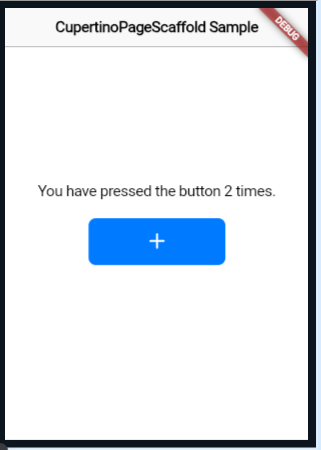 CupertinoPageScaffold Sample
DEBUG
You have pressed the button 2 times.
+